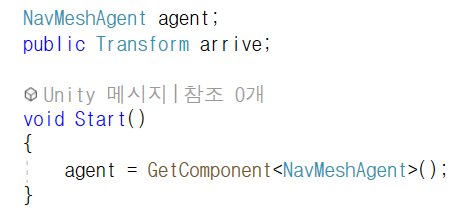 NavMeshAgent agent;
public Transform arrive;
Unity 메시지|참조 0개
void Start()
{
agent = GetComponent<NavMeshAgent>();
}